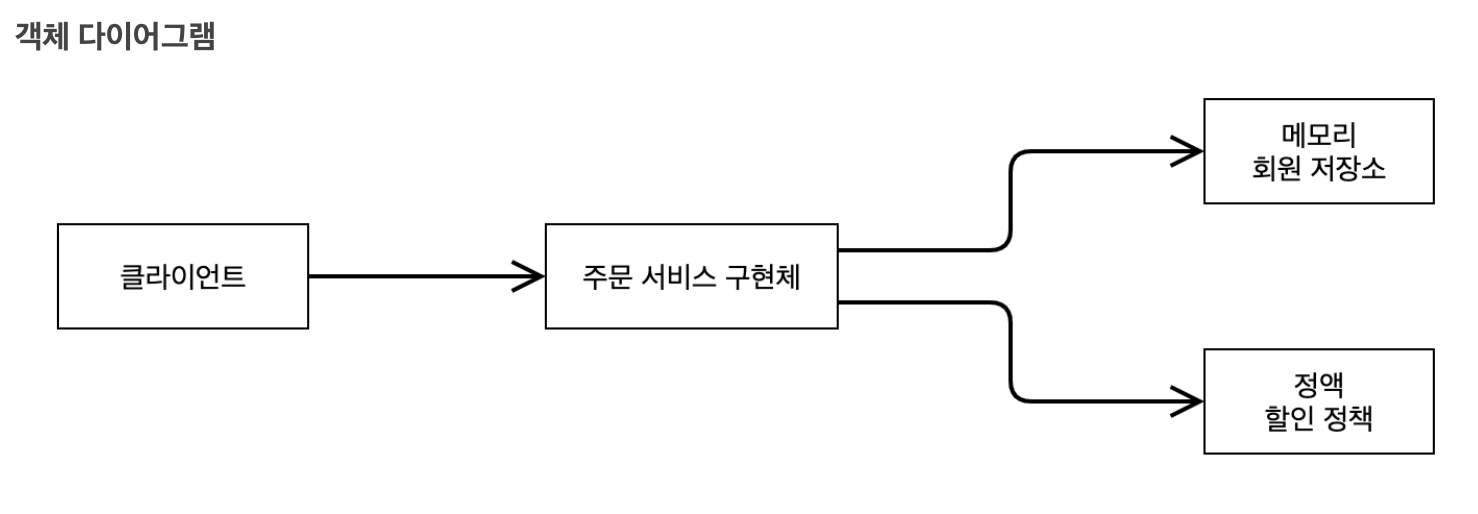 객체 다이어그램
클라이언트
주문 서비스 구현체
메모리
회원 저장소
정액
할인 정책